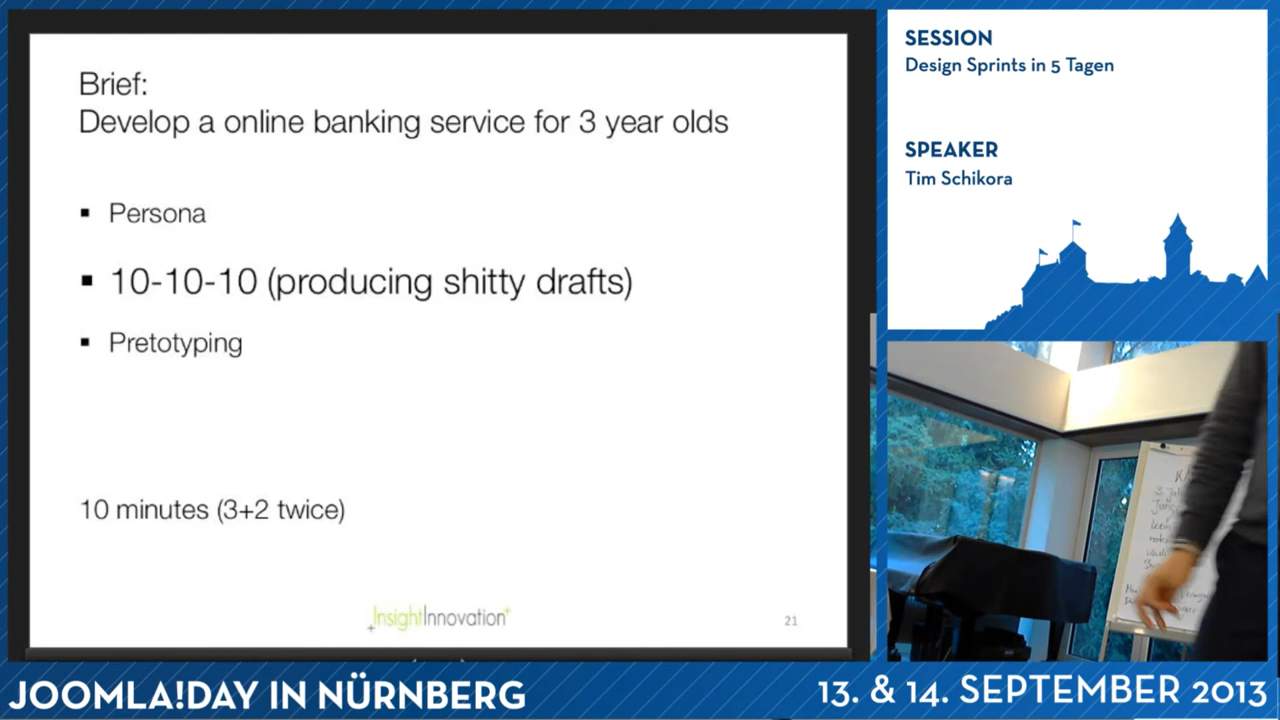 Brief:
Develop a online banking service for 3 year olds
▪ Persona
▪ 10-10-10 (producing shitty drafts)
▪ Pretotyping
10 minutes (3+2 twice)
InsightInnovation
21
SESSION
Design Sprints in 5 Tagen
SPEAKER
Tim Schikora
JOOMLA!DAY IN NÜRNBERG
13. & 14. SEPTEMBER 2013